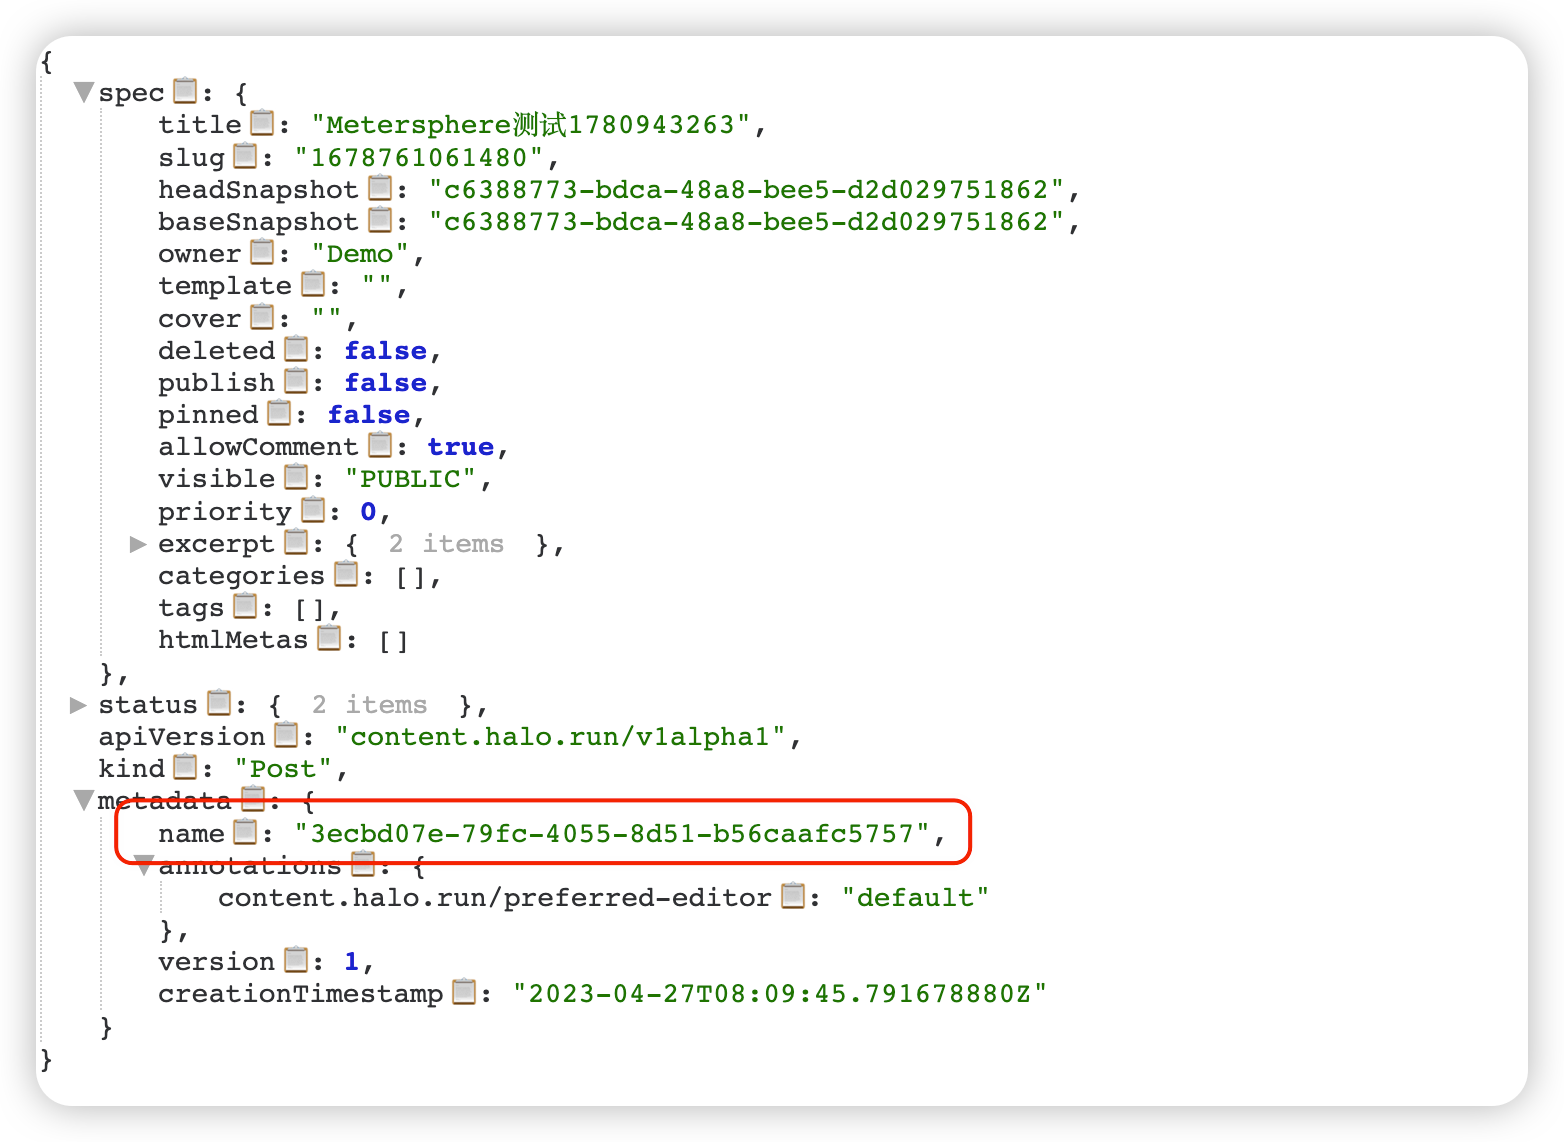 {
spec: {
title: "Metersphere测试1780943263",
slug: "1678761061480",
headSnapshot: "c6388773-bdca-48a8-bee5-d2d029751862",
baseSnapshot: "c6388773-bdca-48a8-bee5-d2d029751862",
owner: "Demo",
template: "",
cover: "",
deleted: false,
publish: false,
pinned: false,
allowComment: true,
visible: "PUBLIC",
priority: 0,
excerpt: { 2 items },
categories: [],
tags: [],
htmlMetas: []
},
status: { 2 items },
apiVersion: "content.halo.run/v1alpha1",
kind: "Post",
metadata: {
name: "3ecbd07e-79fc-4055-8d51-b56caafc5757",
annotations: {
content.halo.run/preferred-editor: "default"
},
version: 1,
creationTimestamp: "2023-04-27T08:09:45.791678880Z"
}
}